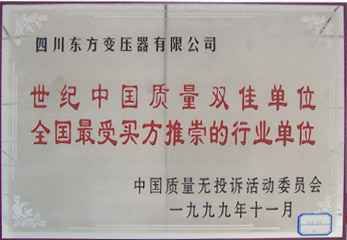 四川东方变压器有限公司
世纪中国质量双佳单位
全国最受买方推崇的行业单位
中国质量无投诉活动委员会
一九九九年十一月